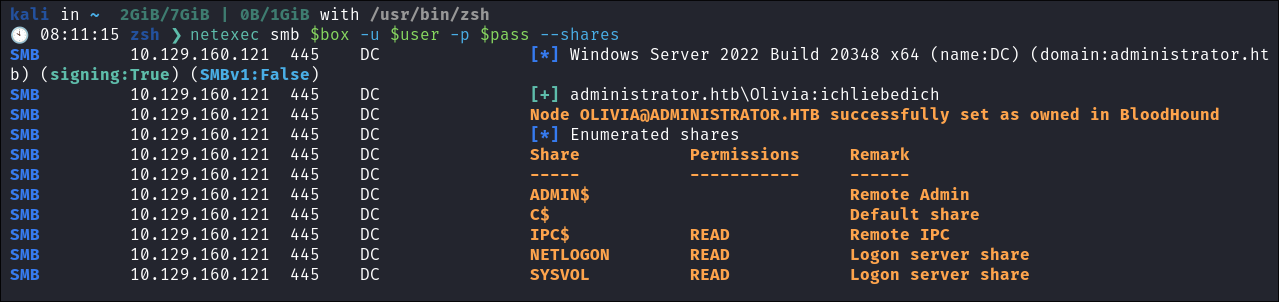 kali in ~  2GiB/7GiB | 0B/1GiB with /usr/bin/zsh
🕙 08:11:15 zsh ❯ netexec smb $box -u $user -p $pass --shares
SMB         10.129.160.121  445    DC               [*] Windows Server 2022 Build 20348 x64 (name:DC) (domain:administrator.ht
b) (signing:True) (SMBv1:False)
SMB         10.129.160.121  445    DC               [+] administrator.htb\Olivia:ichliebedich
SMB         10.129.160.121  445    DC               Node OLIVIA@ADMINISTRATOR.HTB successfully set as owned in BloodHound
SMB         10.129.160.121  445    DC               [*] Enumerated shares
SMB         10.129.160.121  445    DC               Share           Permissions     Remark
SMB         10.129.160.121  445    DC               -----           -----------     ------
SMB         10.129.160.121  445    DC               ADMIN$                          Remote Admin
SMB         10.129.160.121  445    DC               C$                              Default share
SMB         10.129.160.121  445    DC               IPC$            READ            Remote IPC
SMB         10.129.160.121  445    DC               NETLOGON        READ            Logon server share
SMB         10.129.160.121  445    DC               SYSVOL          READ            Logon server share